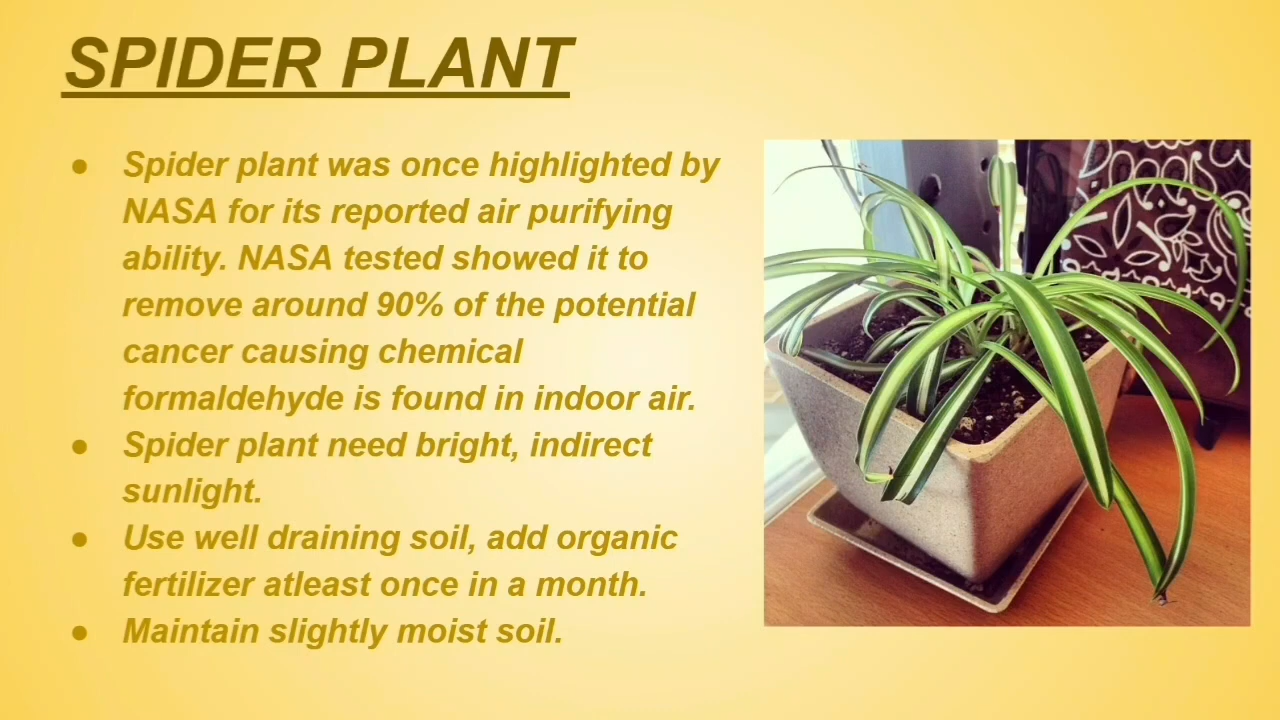 SPIDER PLANT
● Spider plant was once highlighted by
NASA for its reported air purifying
ability. NASA tested showed it to
remove around 90% of the potential
cancer causing chemical
formaldehyde is found in indoor air.
● Spider plant need bright, indirect
sunlight.
● Use well draining soil, add organic
fertilizer atleast once in a month.
● Maintain slightly moist soil.